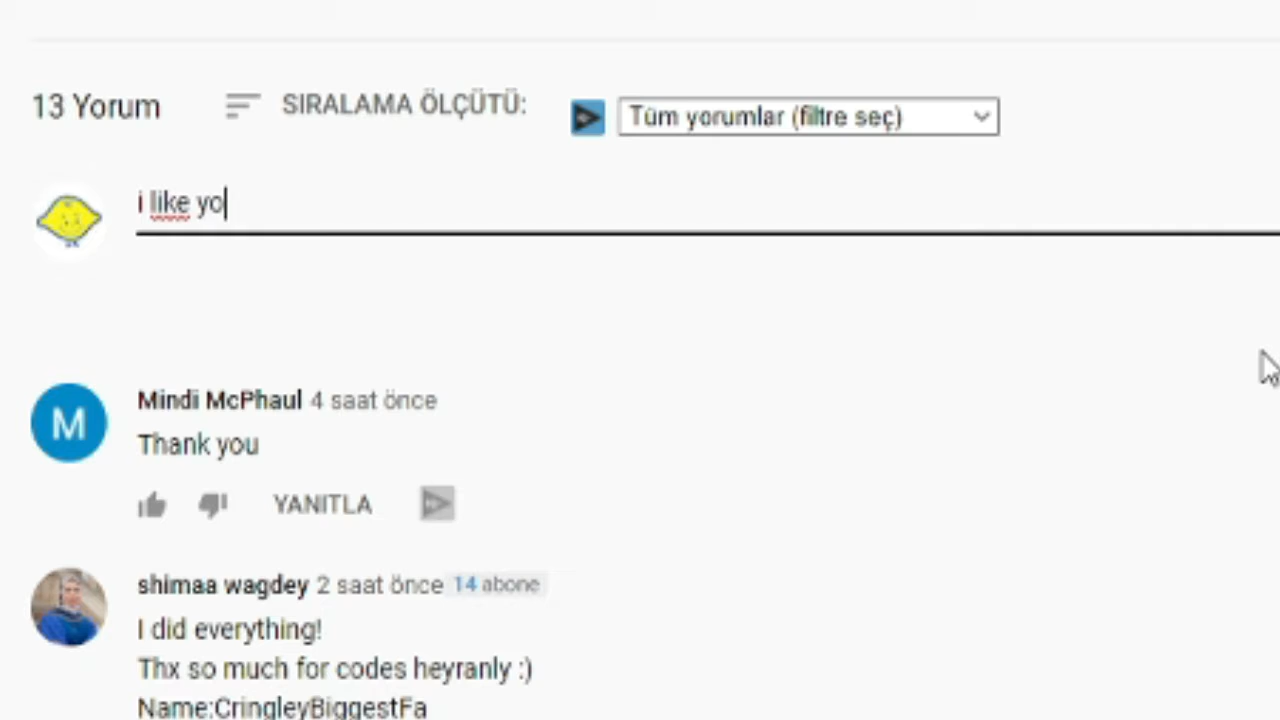 13 Yorum
SIRALAMA ÖLÇÜTÜ:
Tüm yorumlar (filtre seç)
i like yo
Mindi McPhaul 4 saat önce
Thank you
YANITLA
shimaa wagdey 2 saat önce 14 abone
I did everything!
Thx so much for codes heyranly :)
Name:CringleyBiggestFa